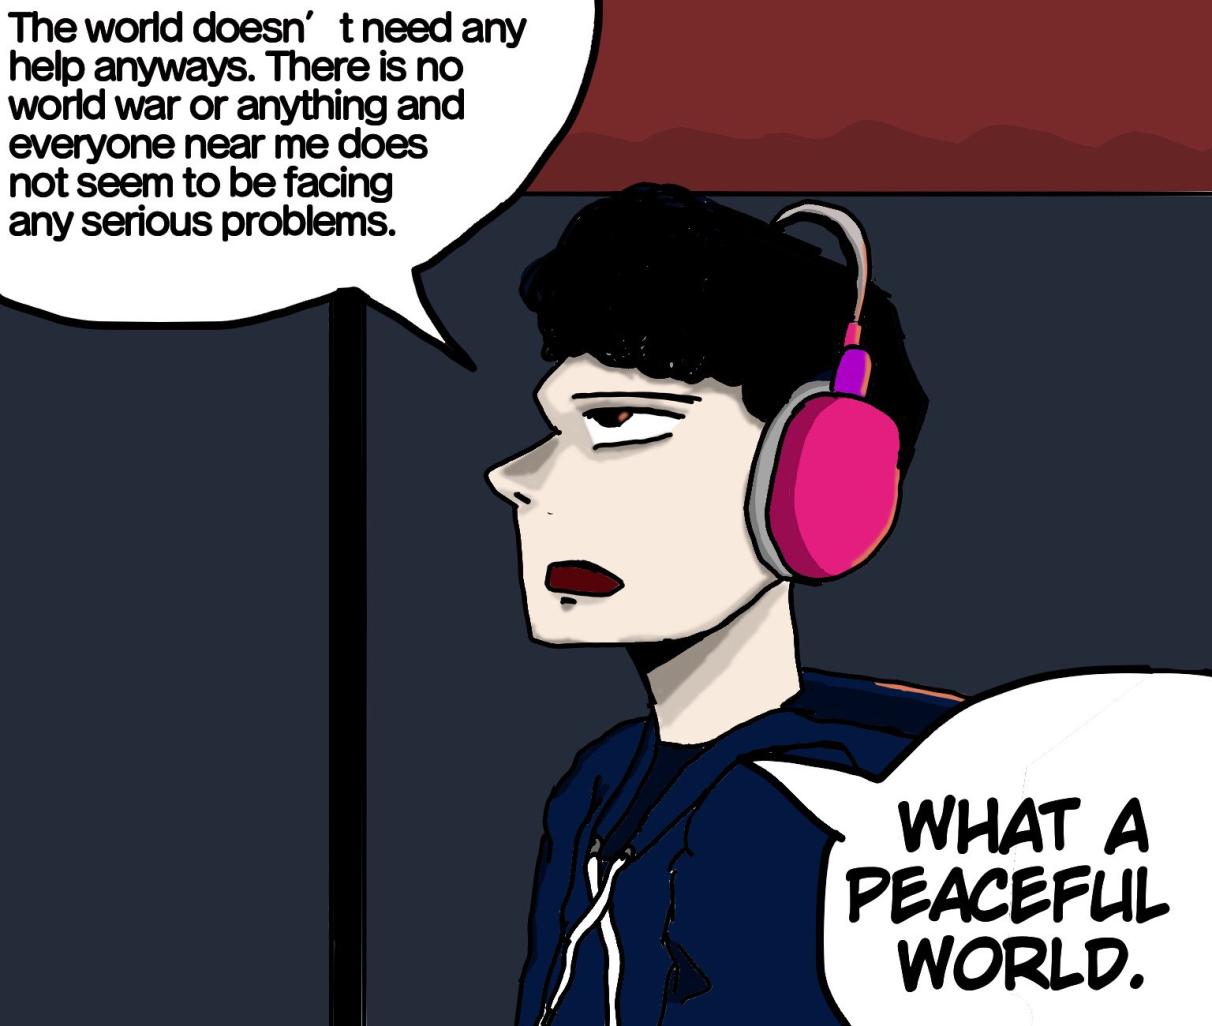 The world doesn’ t need any
help anyways. There is no
world war or anything and
everyone near me does
not seem to be facing
any serious problems.
WHAT A
PEACEFUL
WORLD.